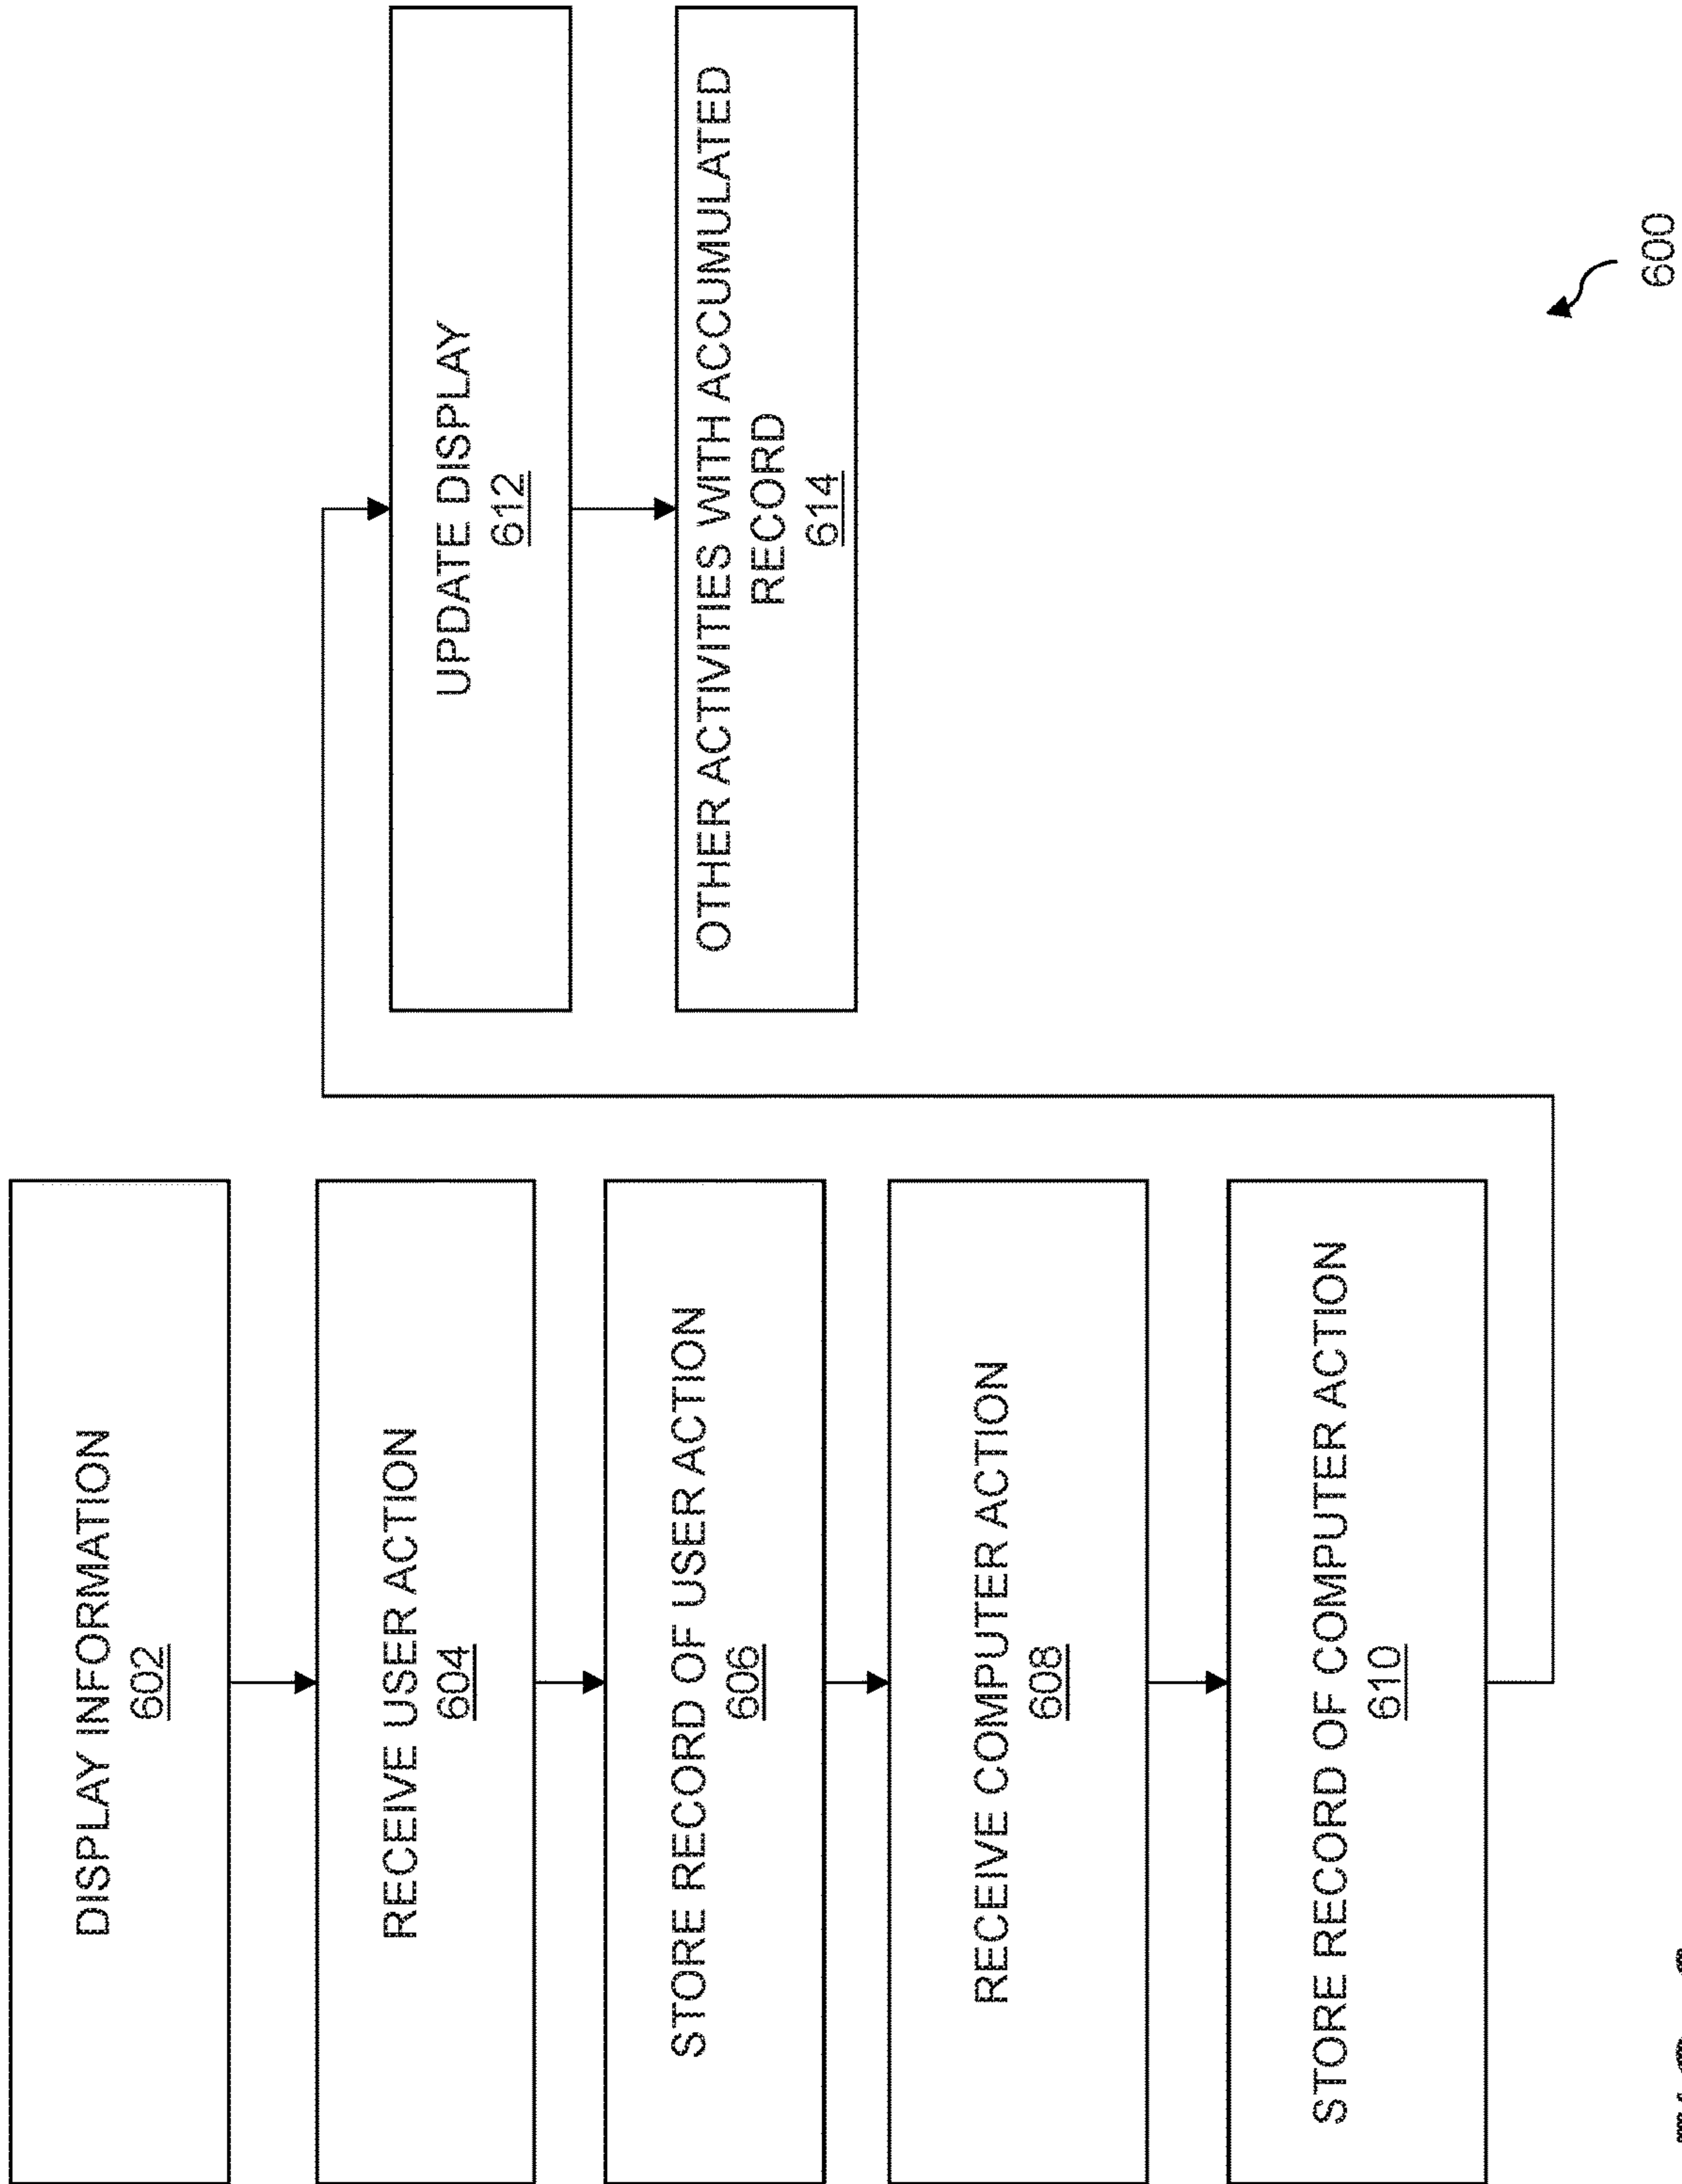 DISPLAY INFORMATION
602
RECEIVE USER ACTION
604
STORE RECORD OF USER ACTION
606
RECEIVE COMPUTER ACTION
608
STORE RECORD OF COMPUTER ACTION
610
UPDATE DISPLAY
612
OTHER ACTIVITIES WITH ACCUMULATED
RECORD
614
600